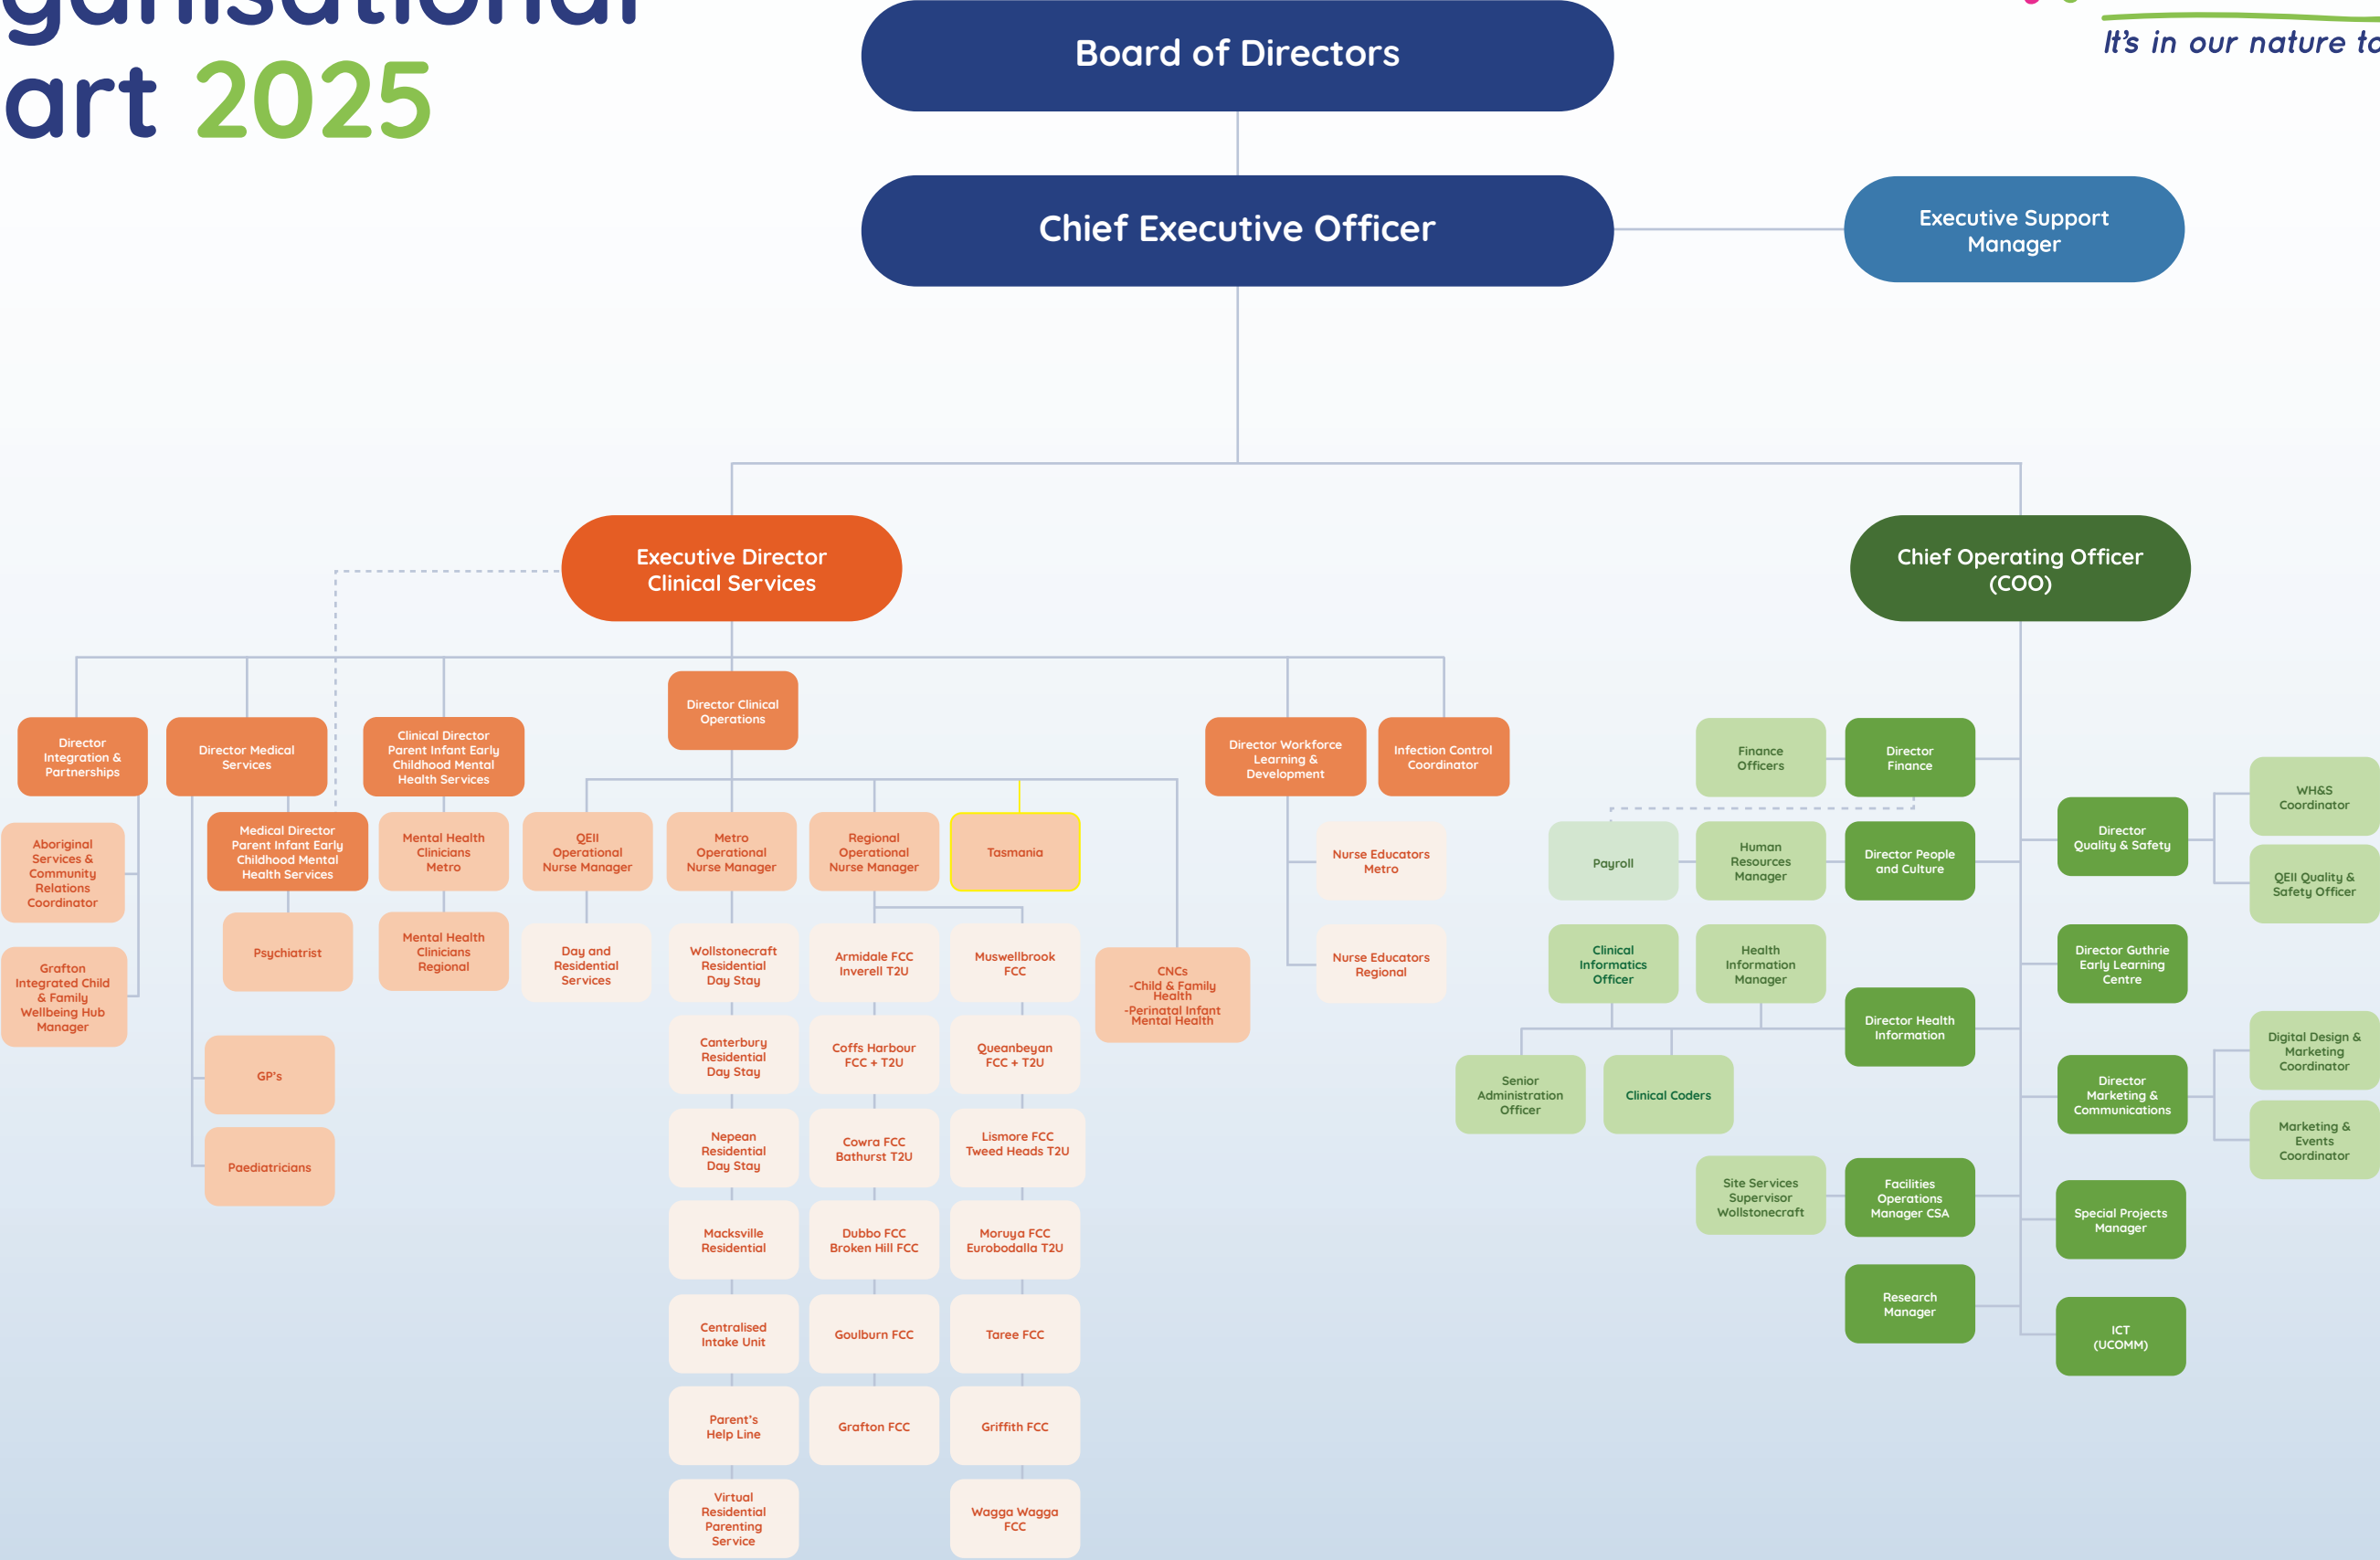 ganisational
art 2025
It's in our nature to
Board of Directors
Chief Executive Officer
Executive Support
Manager
Executive Director
Clinical Services
Chief Operating Officer
(COO)
Director Clinical
Operations
Director
Integration &
Partnerships
Director Medical
Services
Clinical Director
Parent Infant Early
Childhood Mental
Health Services
Director Workforce
Learning &
Development
Infection Control
Coordinator
Aboriginal
Services &
Community
Relations
Coordinator
Grafton
Integrated Child
& Family
Wellbeing Hub
Manager
Medical Director
Parent Infant Early
Childhood Mental
Health Services
Psychiatrist
GP's
Paediatricians
Mental Health
Clinicians
Metro
Mental Health
Clinicians
Regional
QEII
Operational
Nurse Manager
Day and
Residential
Services
Metro
Operational
Nurse Manager
Wollstonecraft
Residential
Day Stay
Canterbury
Residential
Day Stay
Nepean
Residential
Day Stay
Macksville
Residential
Centralised
Intake Unit
Parent's
Help Line
Virtual
Residential
Parenting
Service
Regional
Operational
Nurse Manager
Armidale FCC
Inverell T2U
Coffs Harbour
FCC + T2U
Cowra FCC
Bathurst T2U
Dubbo FCC
Broken Hill FCC
Goulburn FCC
Grafton FCC
Tasmania
Muswellbrook
FCC
Queanbeyan
FCC + T2U
Lismore FCC
Tweed Heads T2U
Moruya FCC
Eurobodalla T2U
Taree FCC
Griffith FCC
Wagga Wagga
FCC
CNCs
-Child & Family
Health
-Perinatal Infant
Mental Health
Nurse Educators
Metro
Nurse Educators
Regional
Finance
Officers
Director
Finance
Payroll
Human
Resources
Manager
Director People
and Culture
Clinical
Informatics
Officer
Health
Information
Manager
Director Health
Information
Senior
Administration
Officer
Clinical Coders
Site Services
Supervisor
Wollstonecraft
Facilities
Operations
Manager CSA
Research
Manager
Director
Quality & Safety
WH&S
Coordinator
QEII Quality &
Safety Officer
Director Guthrie
Early Learning
Centre
Director
Marketing &
Communications
Digital Design &
Marketing
Coordinator
Marketing &
Events
Coordinator
Special Projects
Manager
ICT
(UCOMM)